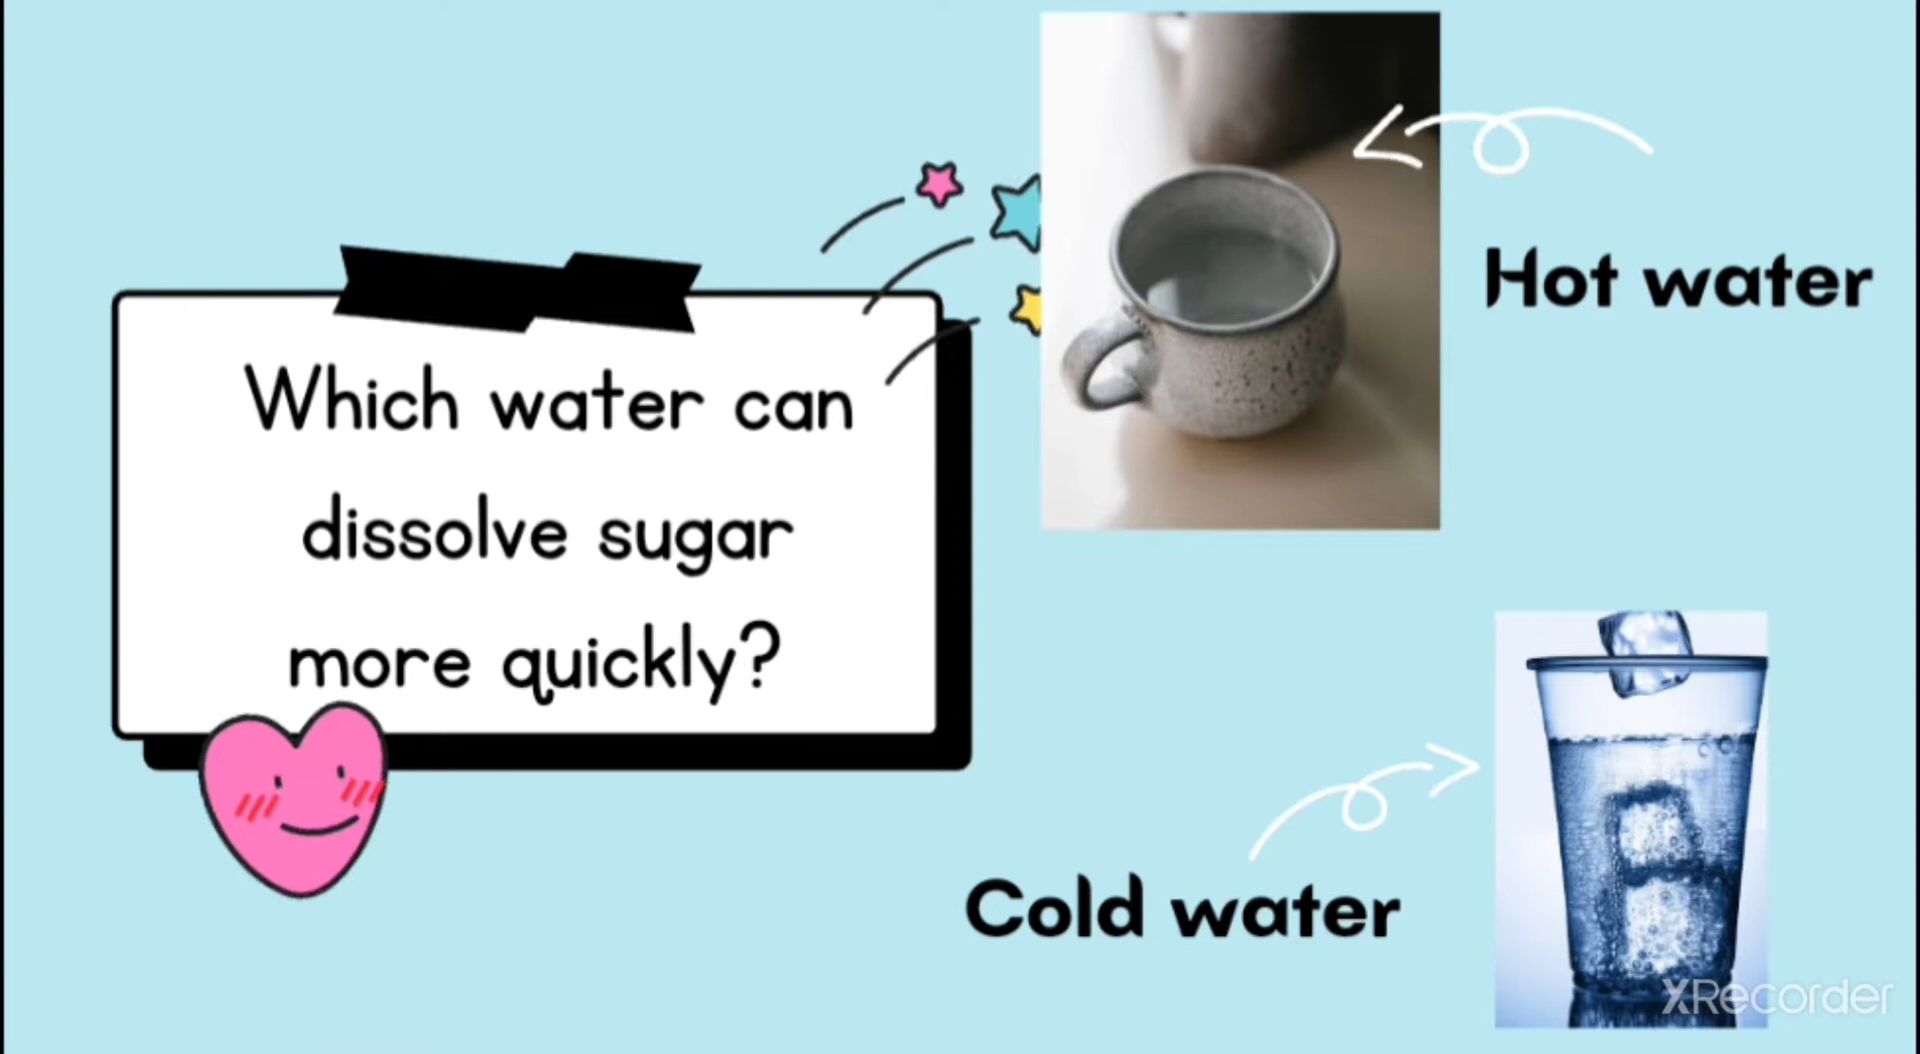 Which water can
dissolve sugar
more quickly?
Hot water
Cold water
XRecorder